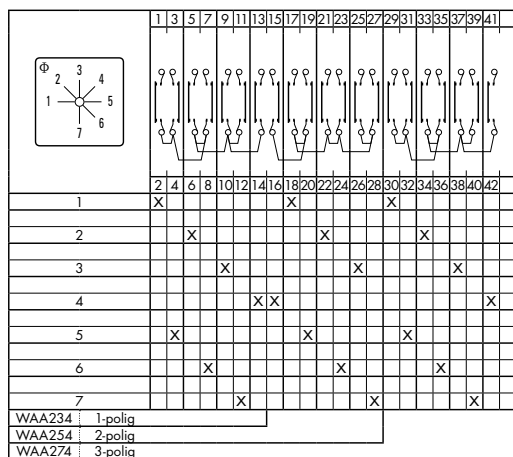 1 3 5 7 9 11 13 15 17 19 21 23 25 27 29 31 33 35 37 39 41
Φ
3
2 4
1 5
6
7
2 4 6 8 10 12 14 16 18 20 22 24 26 28 30 32 34 36 38 40 42
1 X X X
2 X X X
3 X X X
4 X X X
5 X X X
6 X X X
7 X X X
WAA234 1-polig
WAA254 2-polig
WAA274 3-polig